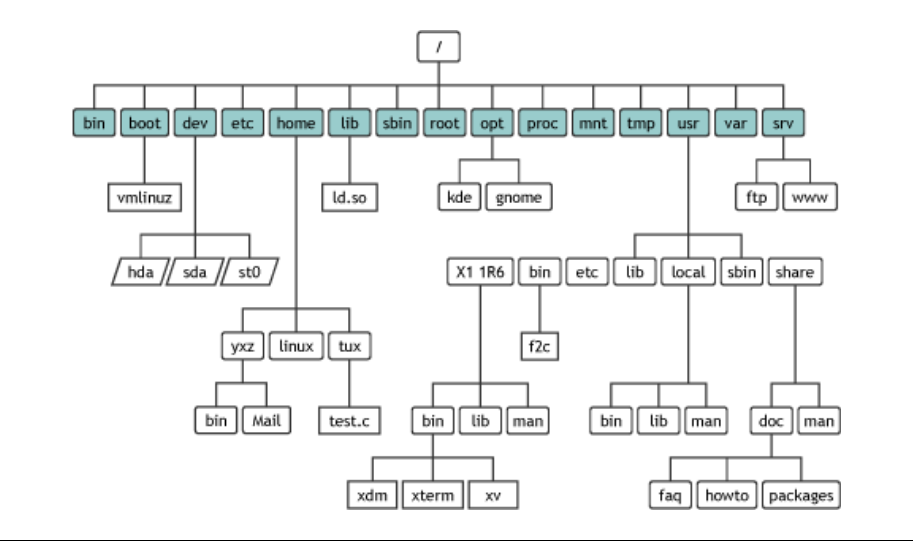 /
bin boot dev etc home lib sbin root opt proc mnt tmp usr var srv
vmlinuz ld.so kde gnome ftp www
hda sda st0 X1 1R6 bin etc lib local sbin share
yxz linux tux f2c
bin Mail test.c bin lib man bin lib man doc man
xdm xterm xv faq howto packages